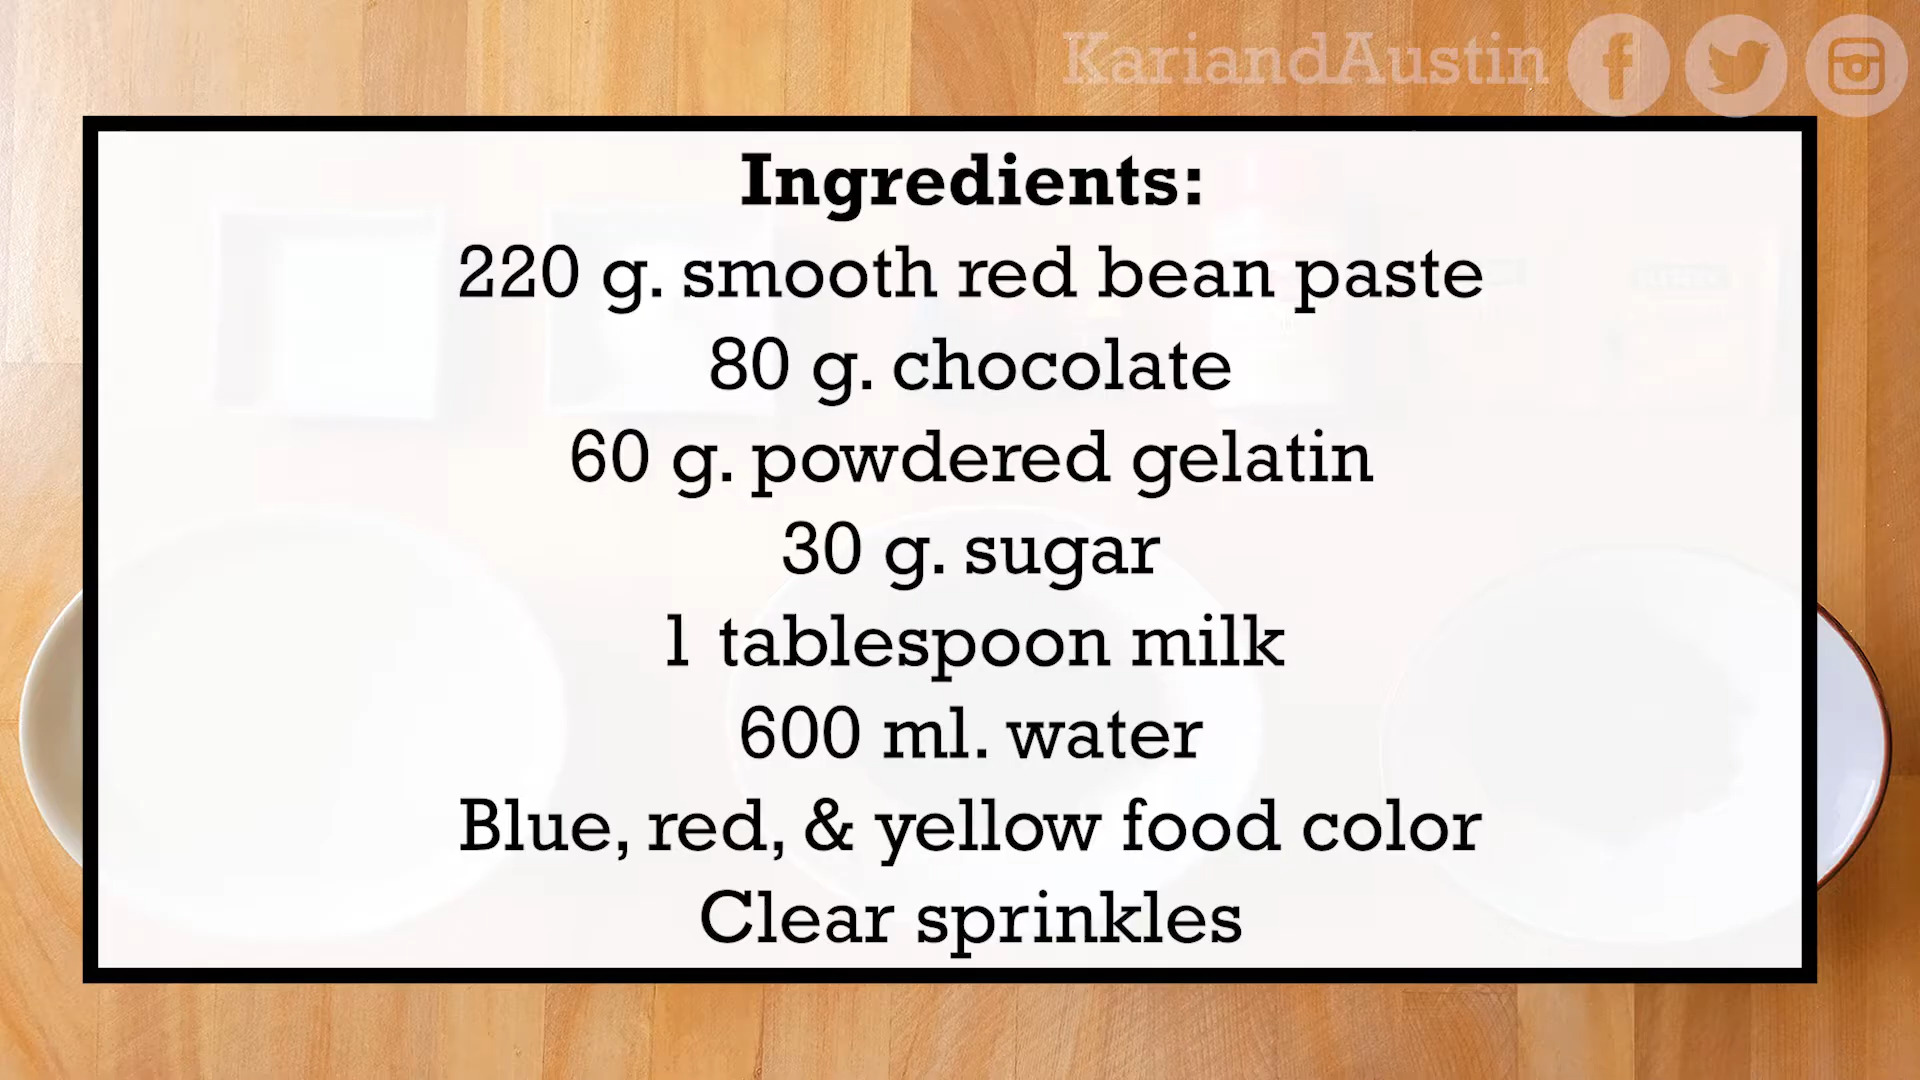 KariandAustin
Ingredients:
220 g. smooth red bean paste
80 g. chocolate
60 g. powdered gelatin
30 g. sugar
1 tablespoon milk
600 ml. water
Blue, red, & yellow food color
Clear sprinkles